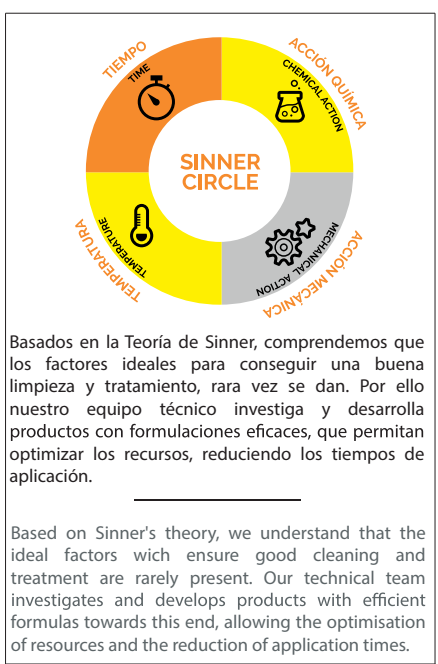 TIEMPO
TIME
ACCIÓN QUÍMICA
CHEMICAL ACTION
SINNER
CIRCLE
TEMPERATURE
TEMPERATURA
MECHANICAL ACTION
ACCIÓN MECÁNICA
Basados en la Teoría de Sinner, comprendemos que
los factores ideales para conseguir una buena
limpieza y tratamiento, rara vez se dan. Por ello
nuestro equipo técnico investiga y desarrolla
productos con formulaciones eficaces, que permitan
optimizar los recursos, reduciendo los tiempos de
aplicación.
Based on Sinner's theory, we understand that the
ideal factors wich ensure good cleaning and
treatment are rarely present. Our technical team
investigates and develops products with efficient
formulas towards this end, allowing the optimisation
of resources and the reduction of application times.